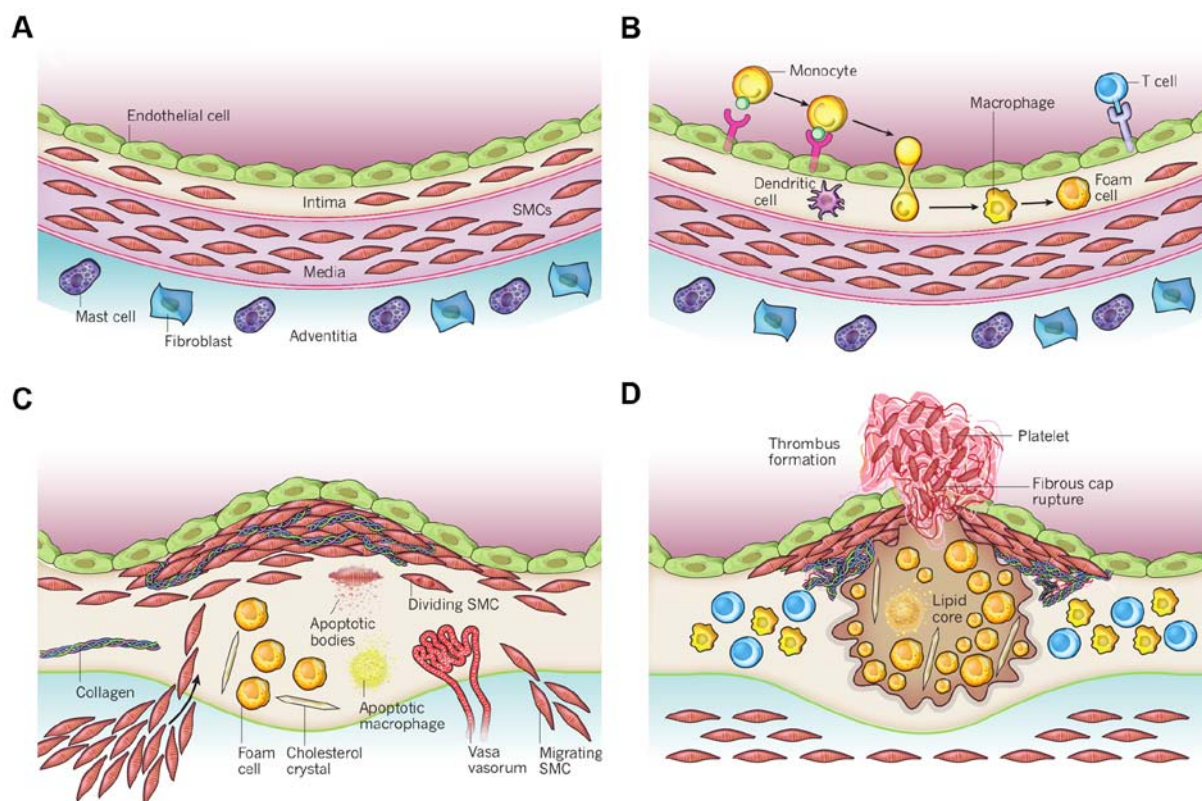 A
Endothelial cell
Intima
SMCs
Media
Mast cell
Fibroblast
Adventitia
B
Monocyte
Macrophage
T cell
Dendritic
cell
Foam
cell
C
Dividing SMC
Apoptotic
bodies
Collagen
Apoptotic
macrophage
Foam
cell
Cholesterol
crystal
Vasa
vasorum
Migrating
SMC
D
Thrombus
formation
Platelet
Fibrous cap
rupture
Lipid
core